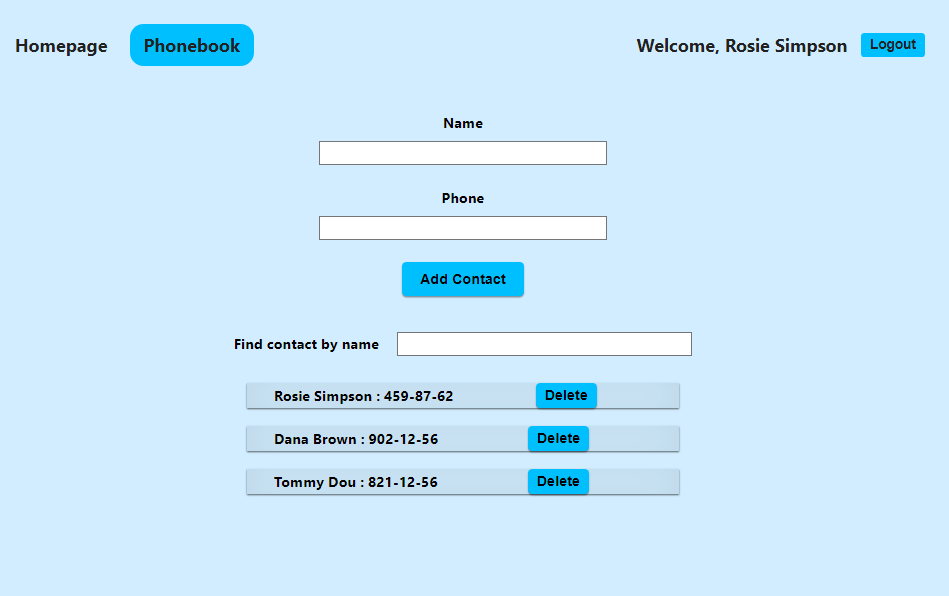 Homepage Phonebook Welcome, Rosie Simpson Logout
Name
Phone
Add Contact
Find contact by name
Rosie Simpson : 459-87-62 Delete
Dana Brown : 902-12-56 Delete
Tommy Dou : 821-12-56 Delete